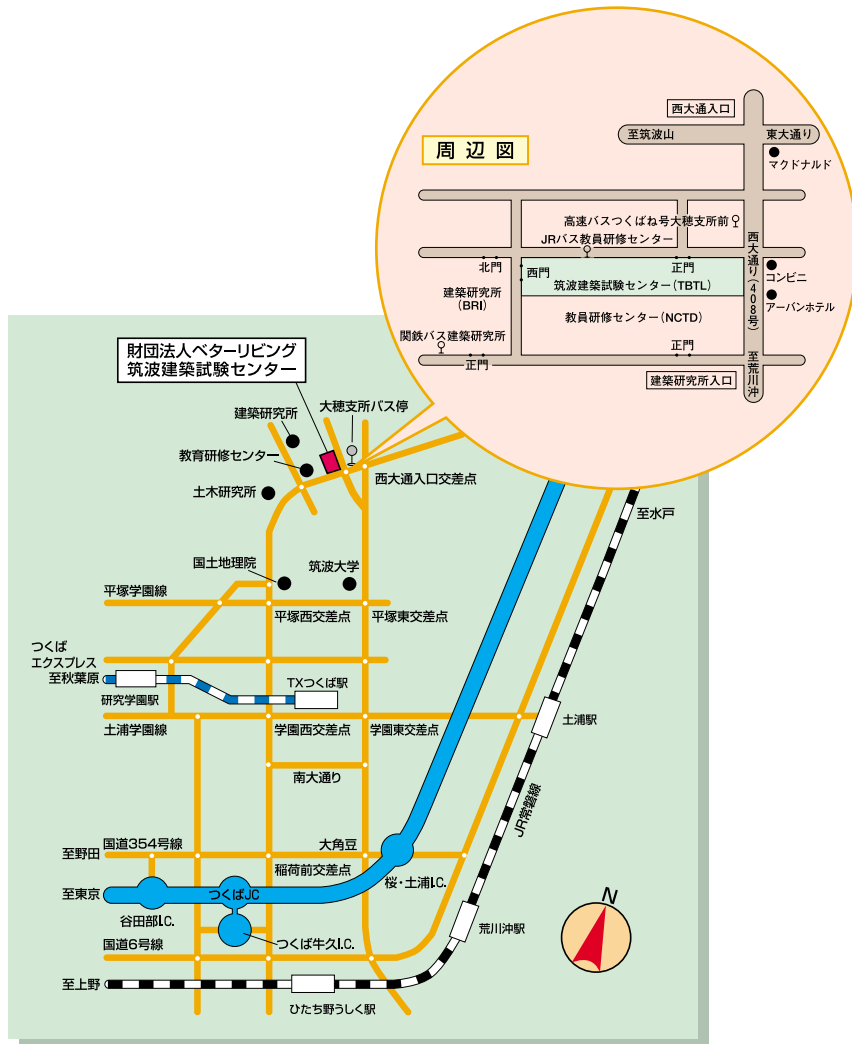 西大通入口
至筑波山
東大通り
マクドナルド
周辺図
高速バスつくばね号大穂支所前
JRバス教員研修センター
西大通り(408号)
北門
西門
正門
コンビニ
筑波建築試験センター(TBTL)
建築研究所
(BRI)
アーバンホテル
教員研修センター(NCTD)
関鉄バス建築研究所
正門
正門
至荒川沖
建築研究所入口
財団法人ベターリビング
筑波建築試験センター
大穂支所バス停
建築研究所
教育研修センター
西大通入口交差点
土木研究所
至水戸
国土地理院
筑波大学
平塚学園線
平塚西交差点
平塚東交差点
つくば
エクスプレス
至秋葉原
研究学園駅
TXつくば駅
土浦学園線
学園西交差点
学園東交差点
土浦駅
南大通り
JR常磐線
国道354号線
大角豆
至野田
稲荷前交差点
桜・土浦I.C.
至東京
つくばJC
谷田部I.C.
つくば牛久I.C.
荒川沖駅
N
国道6号線
至上野
ひたち野うしく駅